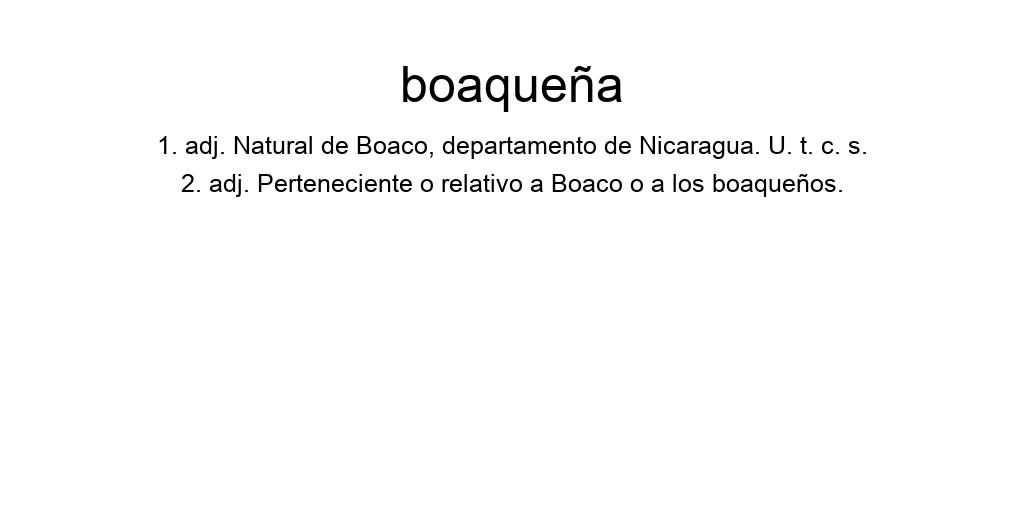 boaqueña
1. adj. Natural de Boaco, departamento de Nicaragua. U. t. c. s.
2. adj. Perteneciente o relativo a Boaco o a los boaqueños.